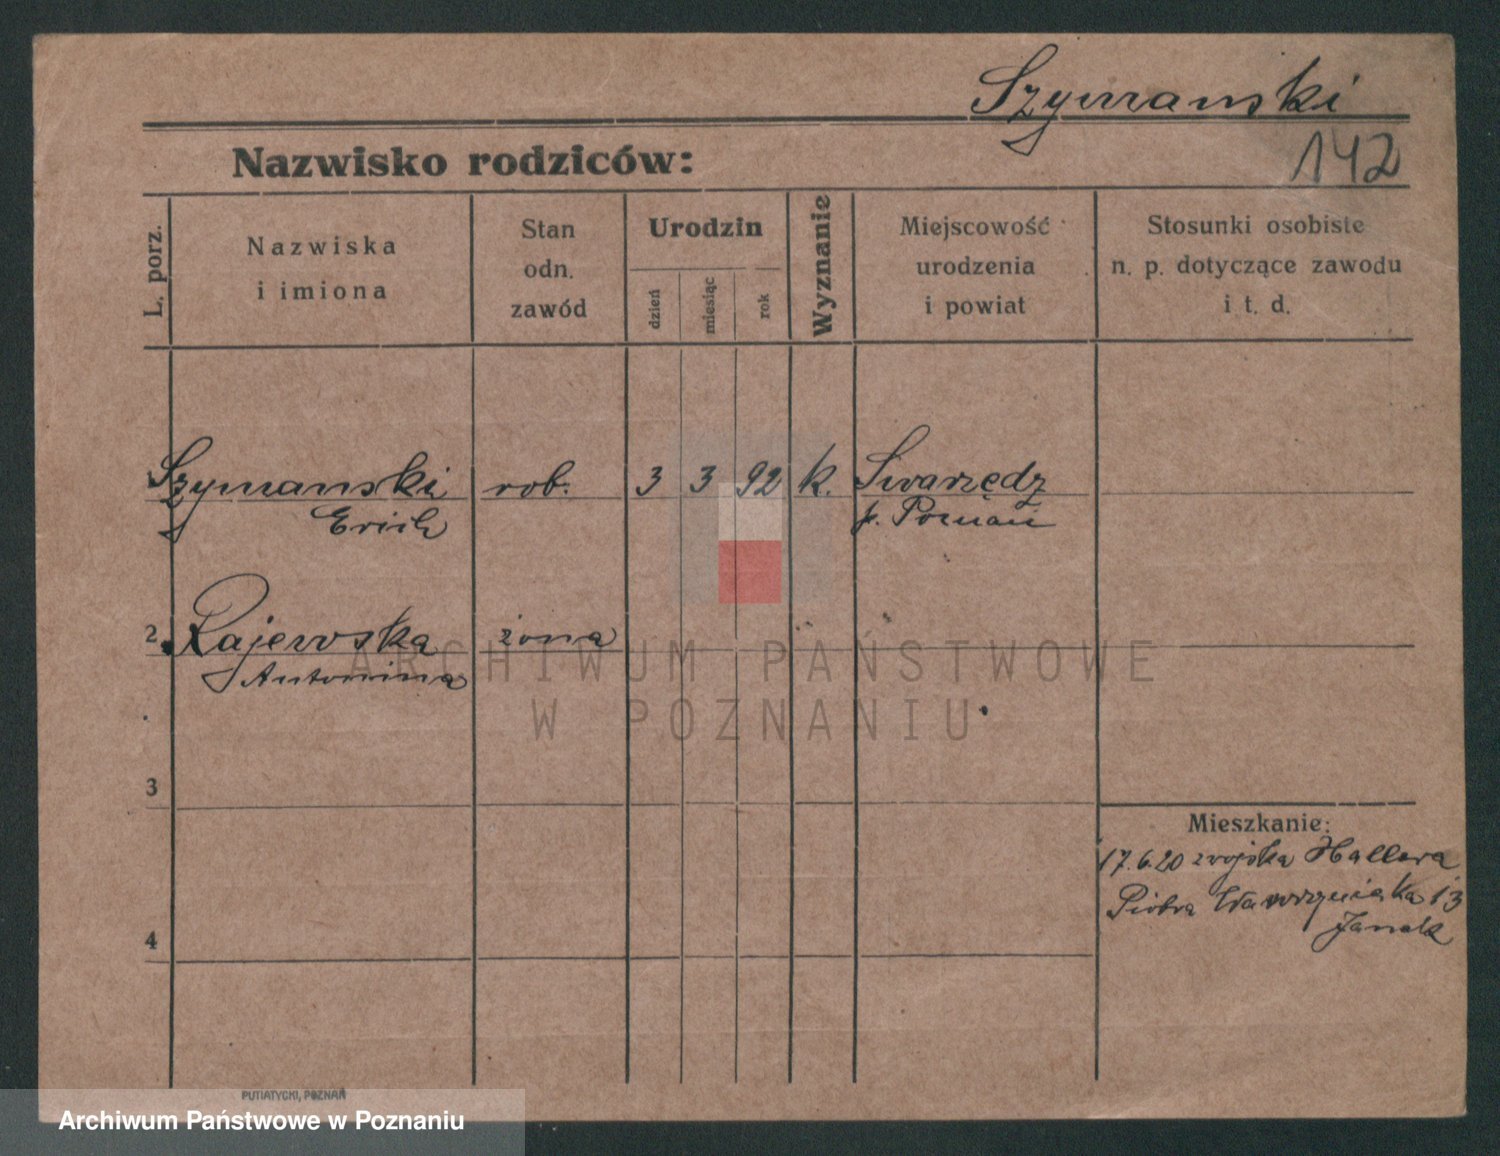 Szymanski
142
Nazwisko rodziców:
L. porz.
Nazwiska
i imiona
Stan
odn.
zawód
Urodzin
dzień
miesiąc
rok
Wyznanie
Miejscowość
urodzenia
i powiat
Stosunki osobiste
n. p. dotyczące zawodu
i t. d.
Szymanski rob. 3 3 92 k. Swarzędz
Erich p. Poznań
2 Rajewska żona
Antonina
3
4
Mieszkanie:
17.6.20 z wojska Hallera
Piotra Wawrzyniaka 13
PUTIATYCKI, POZNAŃ
ARCHIWUM PAŃSTWOWE
W POZNANIU
Archiwum Państwowe w Poznaniu